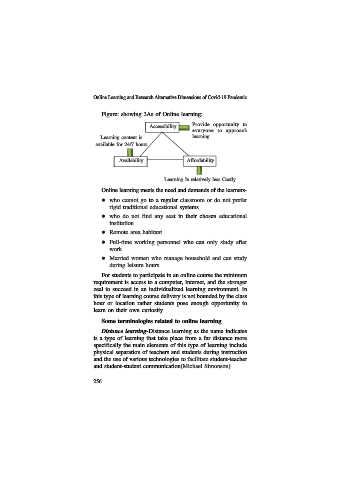 Online Learning and Research Alternative Dimensions of Covid-19 Pandemic
Figure: showing 3As of Online learning:
Accessibility
Provide opportunity to
everyone to approach
learning
Learning content is
available for 24/7 hours
Availability
Affordability
Learning is relatively less Costly
Online learning meets the need and demands of the learners-
● who cannot go to a regular classroom or do not prefer
rigid traditional educational systems
● who do not find any seat in their chosen educational
institution
● Remote area habitant
● Full-time working personnel who can only study after
work
● Married women who manage household and can study
during leisure hours
For students to participate in an online course the minimum
requirement is access to a computer, internet, and the stronger
zeal to succeed in an individualized learning environment. In
this type of learning course delivery is not bounded by the class
hour or location rather students pose enough opportunity to
learn on their own curiosity
Some terminologies related to online learning
Distance learning-Distance learning as the name indicates
is a type of learning that take place from a far distance more
specifically the main elements of this type of learning include
physical separation of teachers and students during instruction
and the use of various technologies to facilitate student-teacher
and student-student communication(Michael Simonson)
256